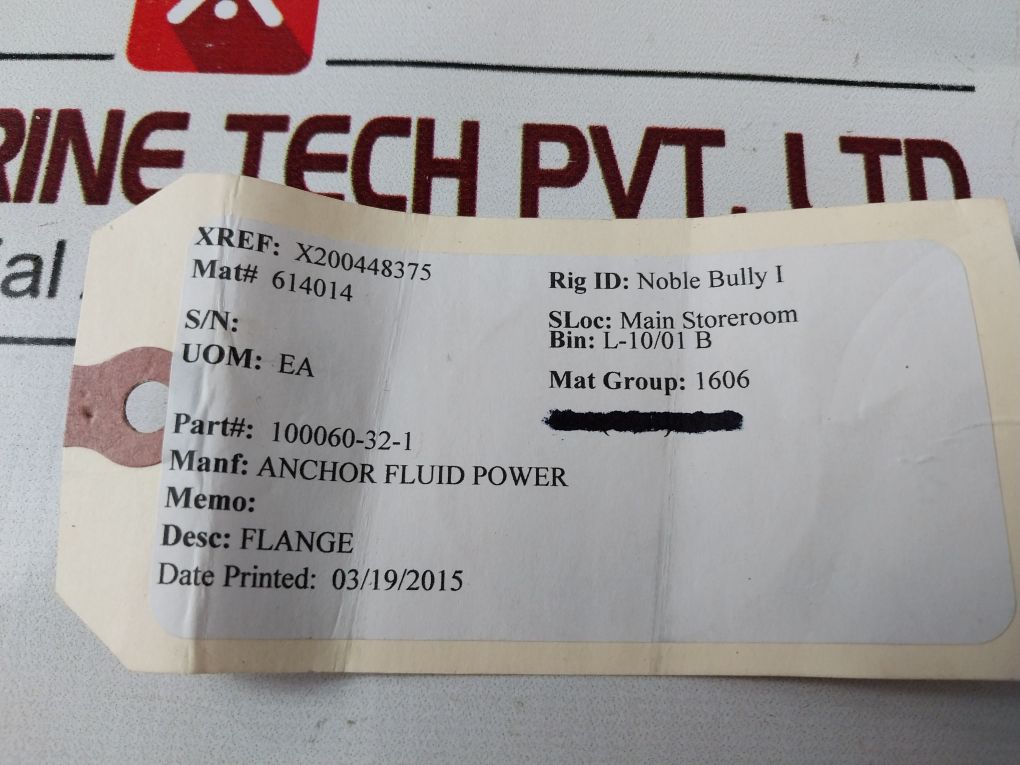 RINE TECH PVT. LTD
ial
XREF: X200448375
Mat# 614014
S/N:
UOM: EA
Part#: 100060-32-1
Manf: ANCHOR FLUID POWER
Memo:
Desc: FLANGE
Date Printed: 03/19/2015
Rig ID: Noble Bully I
SLoc: Main Storeroom
Bin: L-10/01 B
Mat Group: 1606